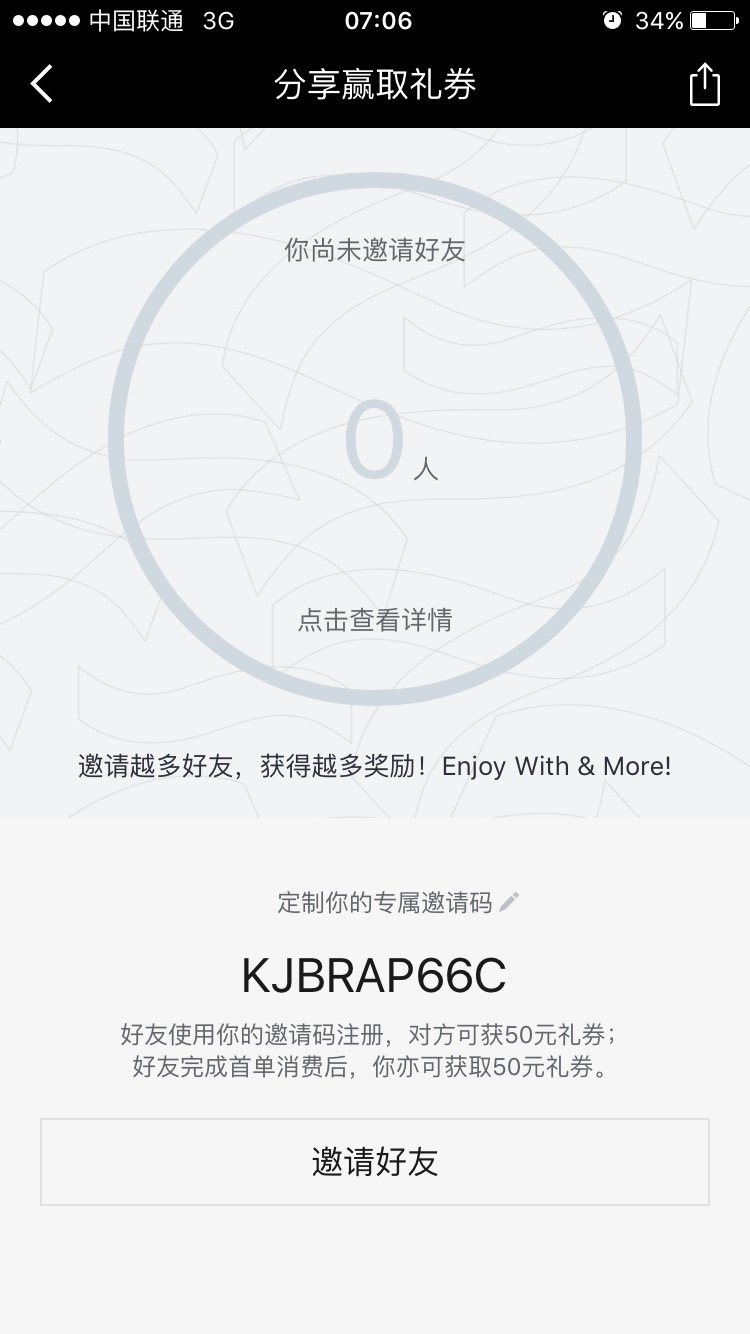 中国联通 3G 07:06 34%
分享赢取礼券
你尚未邀请好友
0人
点击查看详情
邀请越多好友，获得越多奖励！Enjoy With & More!
定制你的专属邀请码
KJBRAP66C
好友使用你的邀请码注册，对方可获50元礼券；
好友完成首单消费后，你亦可获取50元礼券。
邀请好友